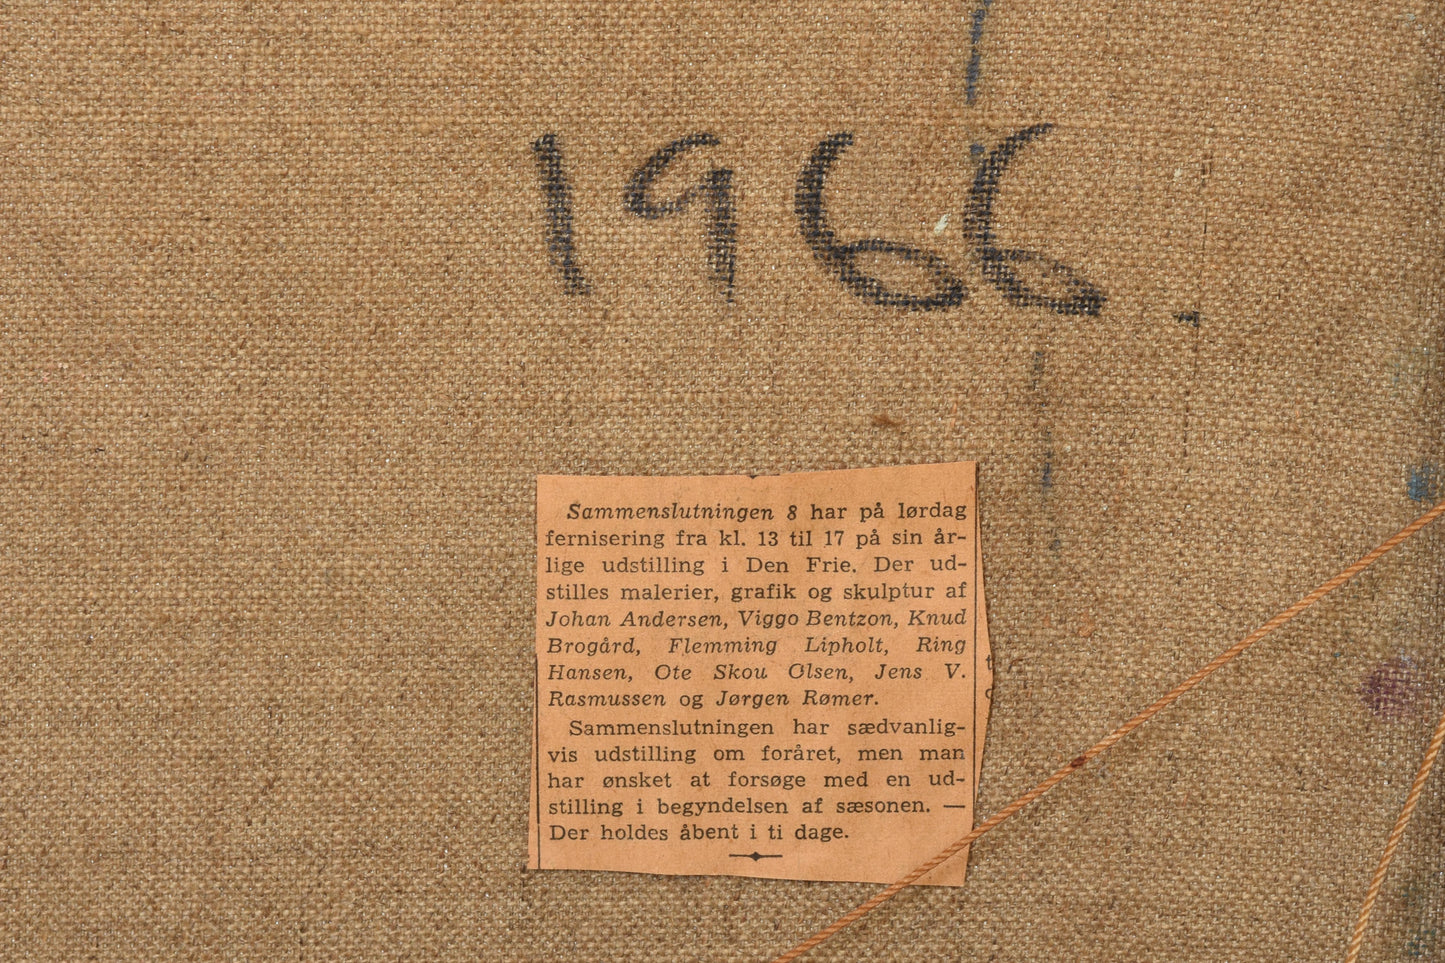 1966
Sammenslutningen 8 har på lørdag
fernisering fra kl. 13 til 17 på sin år-
lige udstilling i Den Frie. Der ud-
stilles malerier, grafik og skulptur af
Johan Andersen, Viggo Bentzon, Knud
Brogård, Flemming Lipholt, Ring
Hansen, Ote Skou Olsen, Jens V.
Rasmussen og Jørgen Rømer.
Sammenslutningen har sædvanlig-
vis udstilling om foråret, men man
har ønsket at forsøge med en ud-
stilling i begyndelsen af sæsonen. —
Der holdes åbent i ti dage.